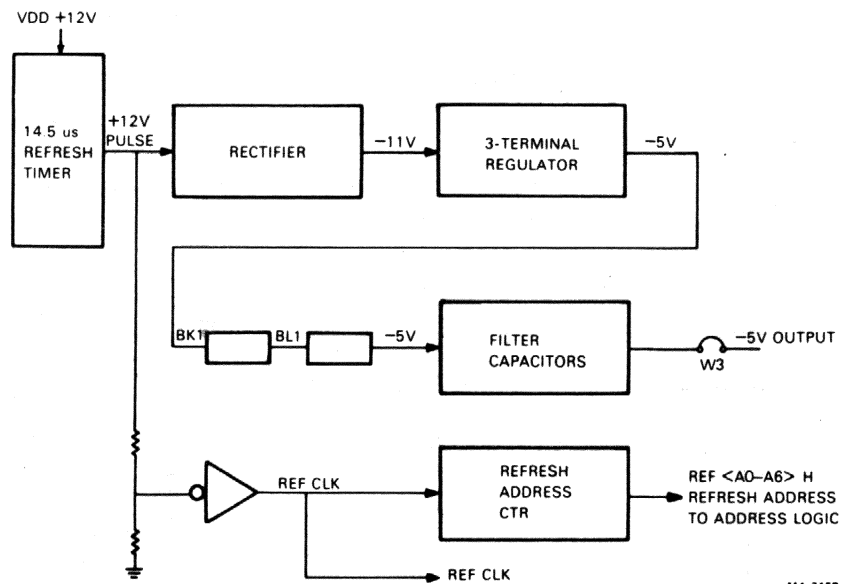 VDD +12V
14.5 us
REFRESH
TIMER
+12V
PULSE
RECTIFIER
-11V
3-TERMINAL
REGULATOR
-5V
BK1
BL1
-5V
FILTER
CAPACITORS
-5V OUTPUT
W3
REF CLK
REFRESH
ADDRESS
CTR
REF <A0-A6> H
REFRESH ADDRESS
TO ADDRESS LOGIC
REF CLK